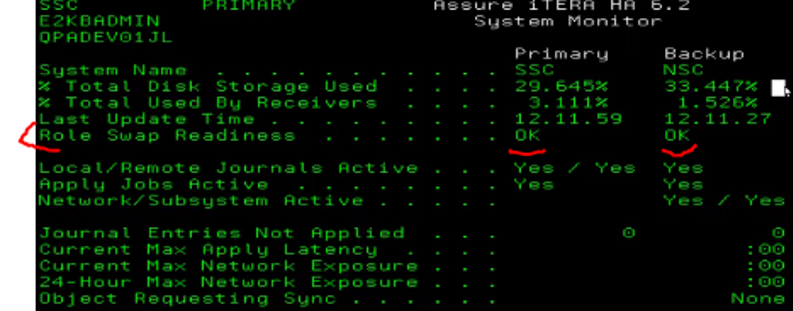 SSC PRIMARY Assure iTERA HA 6.2
E2KBADMIN System Monitor
QPADEV01JL
Primary Backup
System Name . . . . . . . . . . . SSC NSC
% Total Disk Storage Used . . . . 29.645% 33.447%
% Total Used By Receivers . . . . 3.111% 1.526%
Last Update Time . . . . . . . . . 12.11.59 12.11.27
Role Swap Readiness . . . . . . . OK OK
Local/Remote Journals Active . . . Yes / Yes Yes
Apply Jobs Active . . . . . . . . Yes Yes
Network/Subsystem Active . . . . . Yes / Yes
Journal Entries Not Applied . . . 0 0
Current Max Apply Latency . . . . :00
Current Max Network Exposure . . . :00
24-Hour Max Network Exposure . . . :00
Object Requesting Sync . . . . . . None